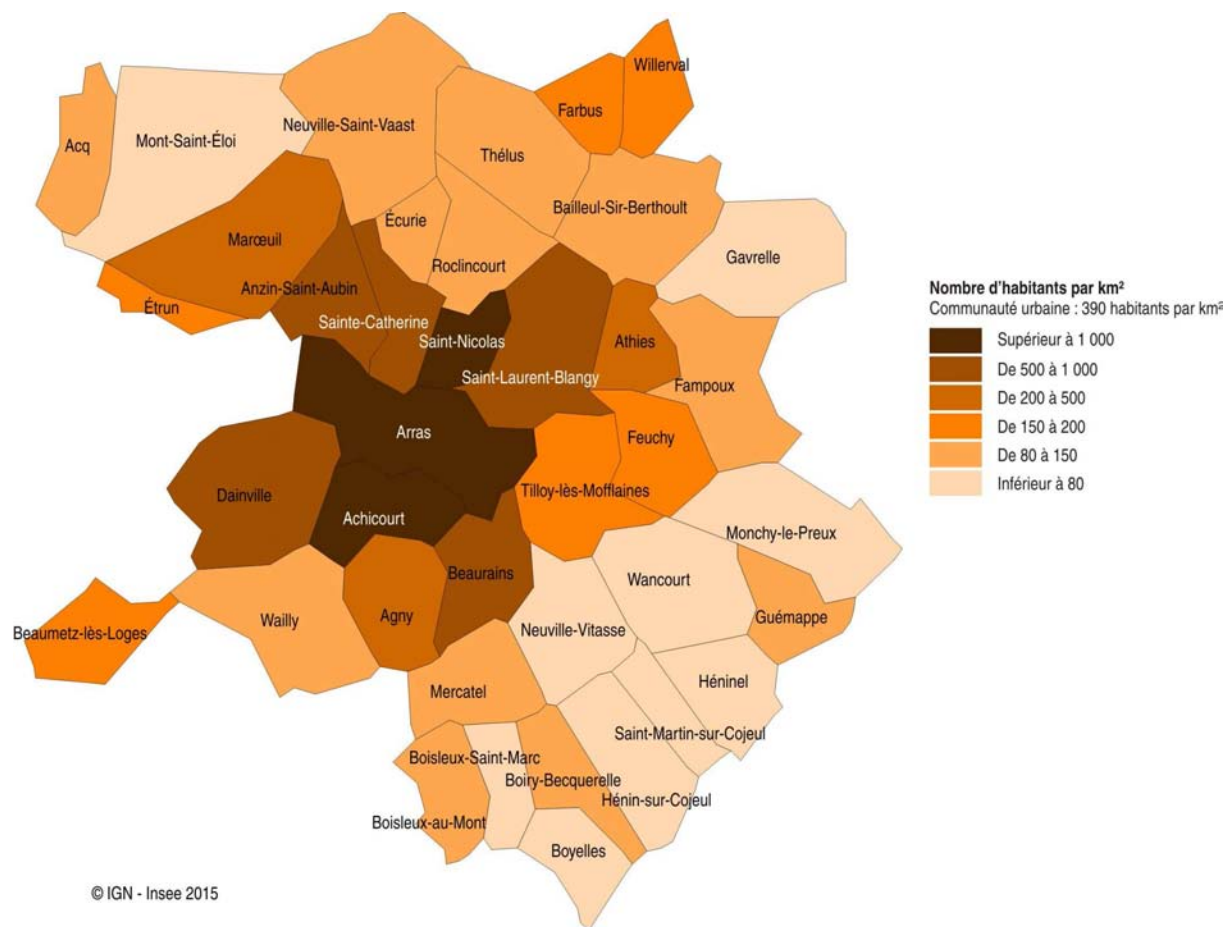 Willerval
Farbus
Neuville-Saint-Vaast
Mont-Saint-Éloi
Acq
Thélus
Bailleul-Sir-Berthoult
Écurie
Marœuil
Roclincourt
Gavrelle
Anzin-Saint-Aubin
Étrun
Sainte-Catherine
Saint-Nicolas
Athies
Saint-Laurent-Blangy
Fampoux
Arras
Feuchy
Dainville
Tilloy-lès-Mofflaines
Achicourt
Monchy-le-Preux
Beaurains
Wancourt
Agny
Wailly
Guémappe
Neuville-Vitasse
Beaumetz-lès-Loges
Héninel
Mercatel
Saint-Martin-sur-Cojeul
Boisleux-Saint-Marc
Boiry-Becquerelle
Hénin-sur-Cojeul
Boisleux-au-Mont
Boyelles
Nombre d'habitants par km²
Communauté urbaine : 390 habitants par km²
Supérieur à 1 000
De 500 à 1 000
De 200 à 500
De 150 à 200
De 80 à 150
Inférieur à 80
© IGN - Insee 2015